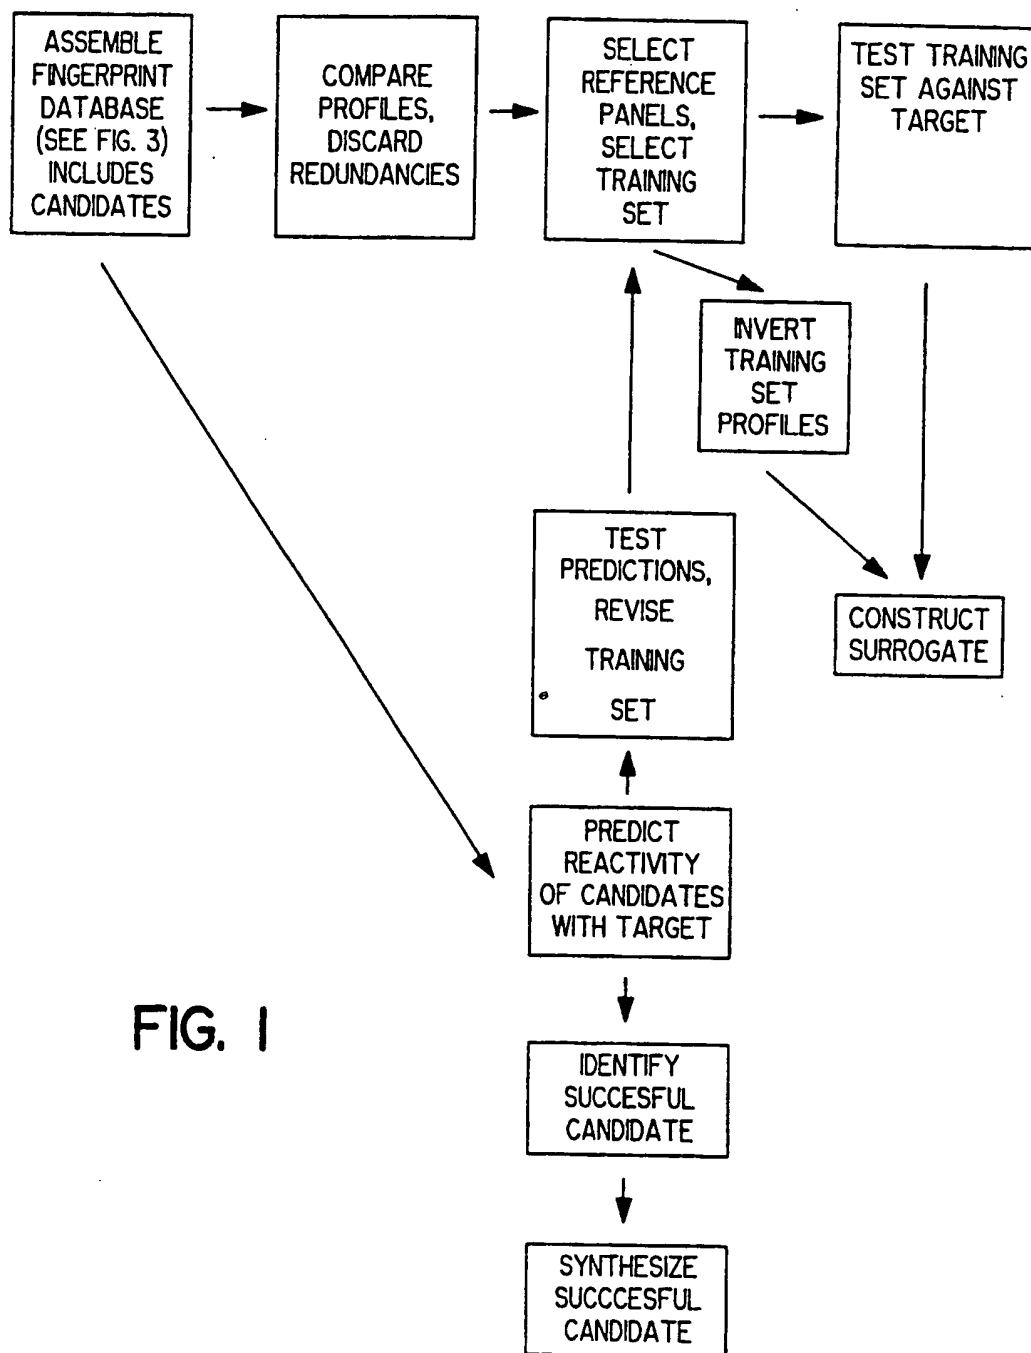 ASSEMBLE
FINGERPRINT
DATABASE
(SEE FIG. 3)
INCLUDES
CANDIDATES
COMPARE
PROFILES,
DISCARD
REDUNDANCIES
SELECT
REFERENCE
PANELS,
SELECT
TRAINING
SET
TEST TRAINING
SET AGAINST
TARGET
INVERT
TRAINING
SET
PROFILES
TEST
PREDICTIONS,
REVISE
TRAINING
SET
CONSTRUCT
SURROGATE
PREDICT
REACTIVITY
OF CANDIDATES
WITH TARGET
FIG. 1
IDENTIFY
SUCCESFUL
CANDIDATE
SYNTHESIZE
SUCCCESFUL
CANDIDATE